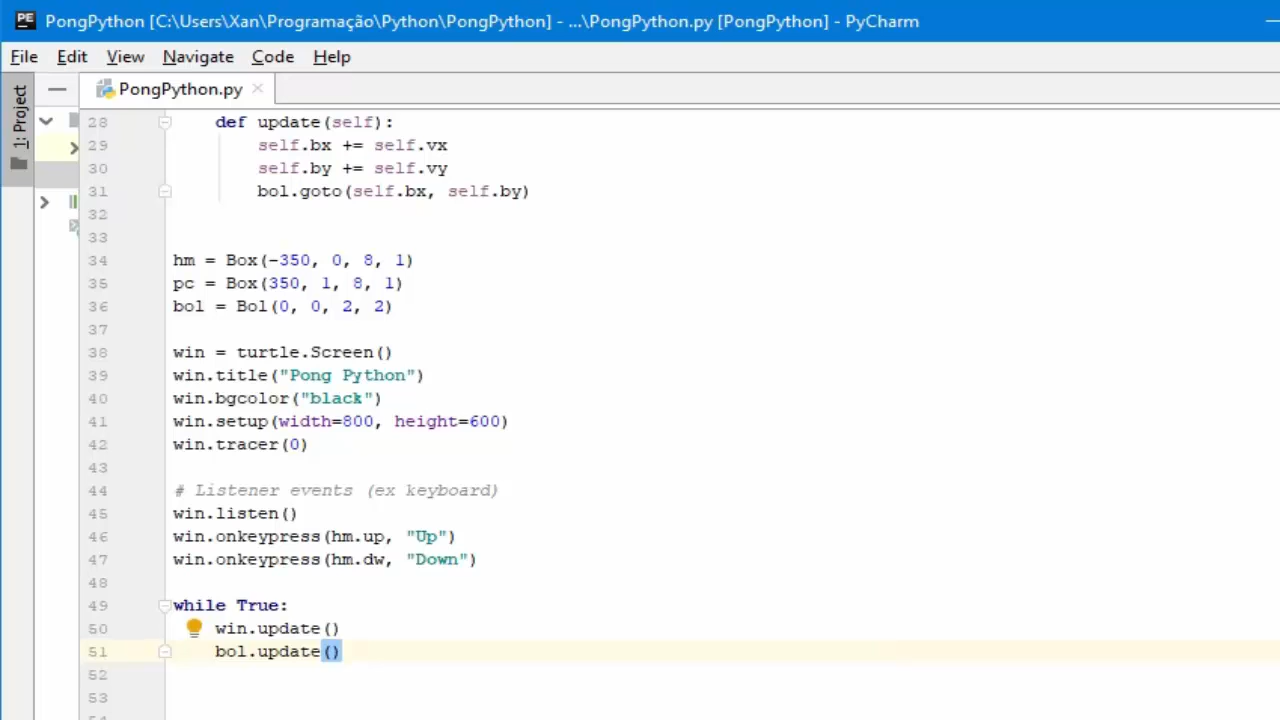 PE PongPython [C:\Users\Xan\Programação\Python\PongPython] - ...\PongPython.py [PongPython] - PyCharm
File Edit View Navigate Code Help
1: Project
PongPython.py
28 def update(self):
29 self.bx += self.vx
30 self.by += self.vy
31 bol.goto(self.bx, self.by)
32
33
34 hm = Box(-350, 0, 8, 1)
35 pc = Box(350, 1, 8, 1)
36 bol = Bol(0, 0, 2, 2)
37
38 win = turtle.Screen()
39 win.title("Pong Python")
40 win.bgcolor("black")
41 win.setup(width=800, height=600)
42 win.tracer(0)
43
44 # Listener events (ex keyboard)
45 win.listen()
46 win.onkeypress(hm.up, "Up")
47 win.onkeypress(hm.dw, "Down")
48
49 while True:
50 win.update()
51 bol.update()
52
53
54